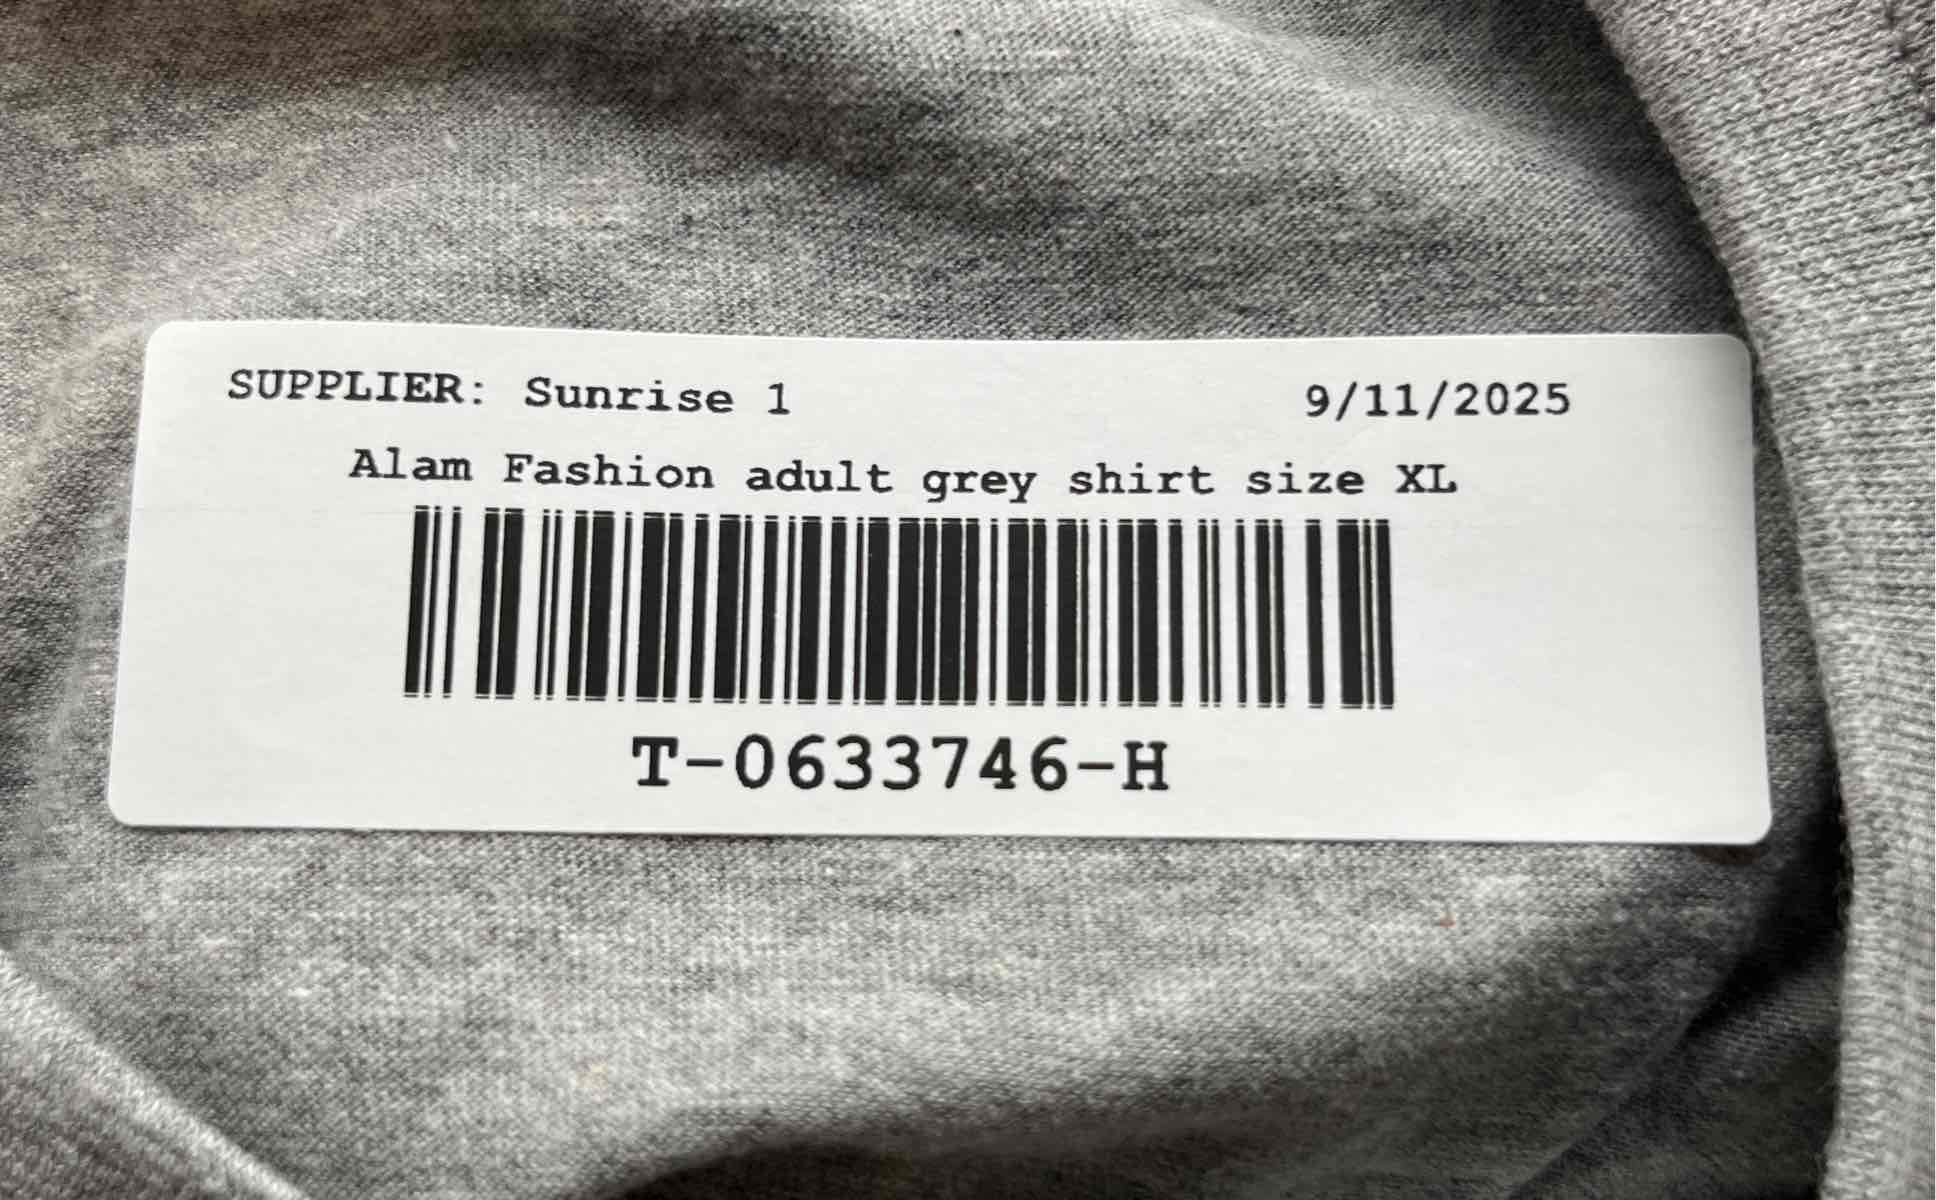 SUPPLIER: Sunrise 1 9/11/2025
Alam Fashion adult grey shirt size XL
T-0633746-H